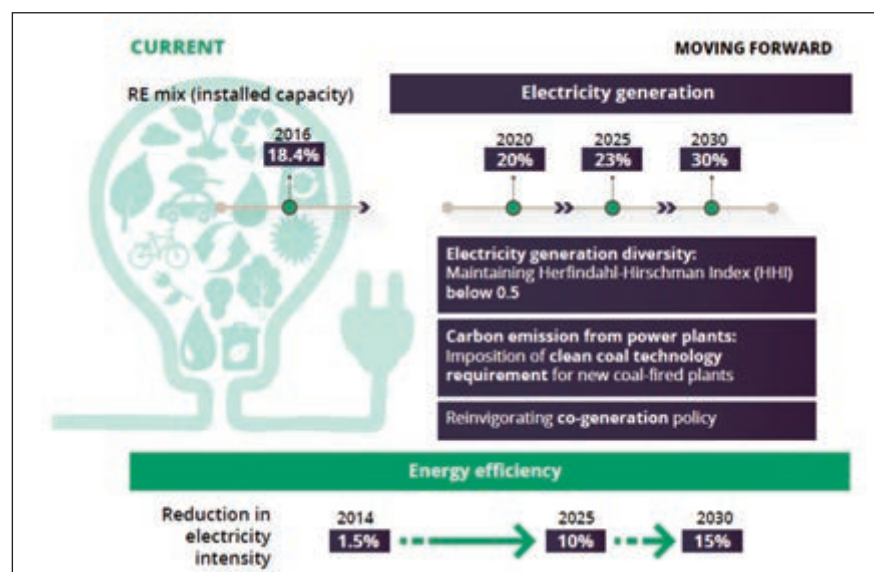 CURRENT
MOVING FORWARD
RE mix (installed capacity)
Electricity generation
2016
18.4%
2020
20%
2025
23%
2030
30%
Electricity generation diversity:
Maintaining Herfindahl-Hirschman Index (HHI)
below 0.5
Carbon emission from power plants:
Imposition of clean coal technology
requirement for new coal-fired plants
Reinvigorating co-generation policy
Energy efficiency
Reduction in
electricity
intensity
2014
1.5%
2025
10%
2030
15%